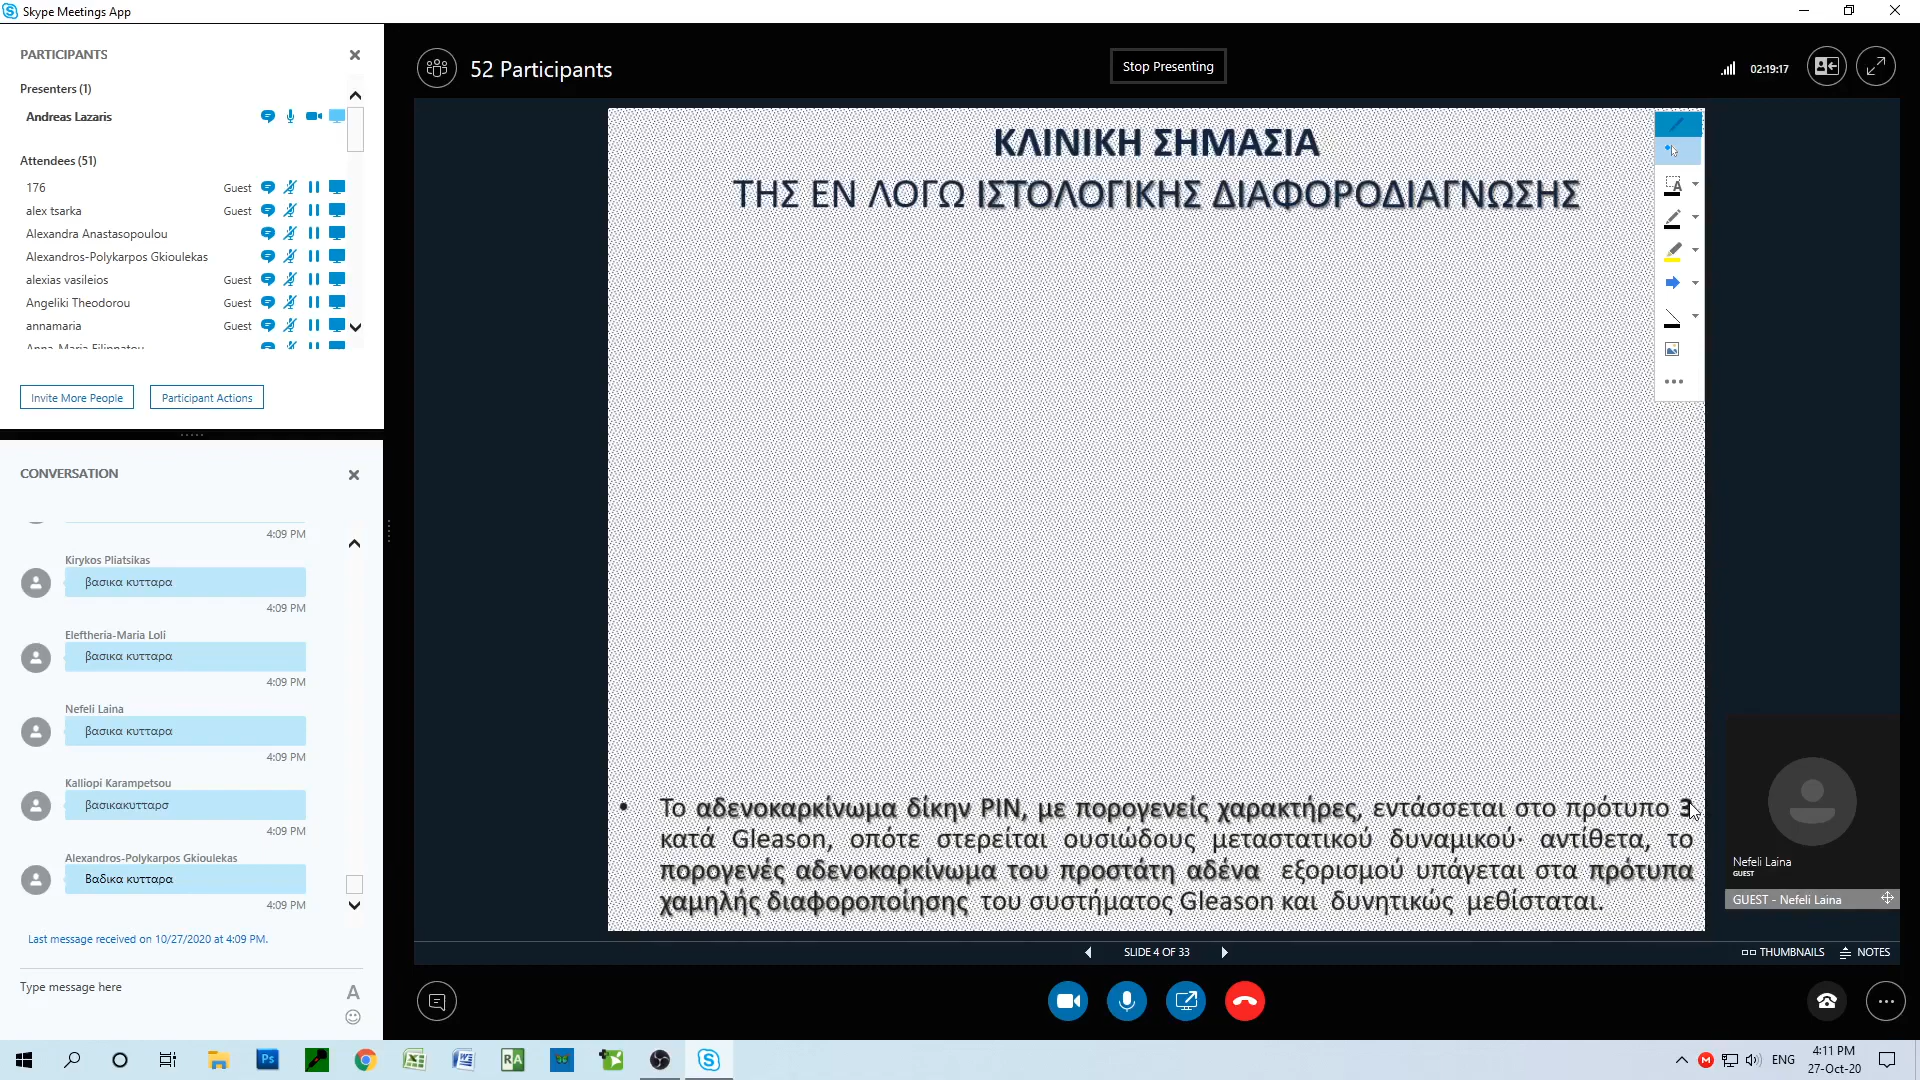 Skype Meetings App
PARTICIPANTS
Presenters (1)
Andreas Lazaris
Attendees (51)
176 Guest
alex tsarka Guest
Alexandra Anastasopoulou
Alexandros-Polykarpos Gkioulekas
alexias vasileios Guest
Angeliki Theodorou Guest
annamaria Guest
Anna-Maria Filippatou
Invite More People
Participant Actions
CONVERSATION
4:09 PM
Kirykos Pliatsikas
βασικα κυτταρα
4:09 PM
Eleftheria-Maria Loli
βασικα κυτταρα
4:09 PM
Nefeli Laina
βασικα κυτταρα
4:09 PM
Kalliopi Karampetsou
βασικακυτταρσ
4:09 PM
Alexandros-Polykarpos Gkioulekas
Βαδικα κυτταρα
4:09 PM
Last message received on 10/27/2020 at 4:09 PM.
Type message here
52 Participants
Stop Presenting
02:19:17
ΚΛΙΝΙΚΗ ΣΗΜΑΣΙΑ
ΤΗΣ ΕΝ ΛΟΓΩ ΙΣΤΟΛΟΓΙΚΗΣ ΔΙΑΦΟΡΟΔΙΑΓΝΩΣΗΣ
• Το αδενοκαρκίνωμα δίκην PIN, με πορογενείς χαρακτήρες, εντάσσεται στο πρότυπο 3
κατά Gleason, οπότε στερείται ουσιώδους μεταστατικού δυναμικού· αντίθετα, το
πορογενές αδενοκαρκίνωμα του προστάτη αδένα εξορισμού υπάγεται στα πρότυπα
χαμηλής διαφοροποίησης του συστήματος Gleason και δυνητικώς μεθίσταται.
Nefeli Laina
GUEST
GUEST - Nefeli Laina
SLIDE 4 OF 33
THUMBNAILS
NOTES
ENG
4:11 PM
27-Oct-20